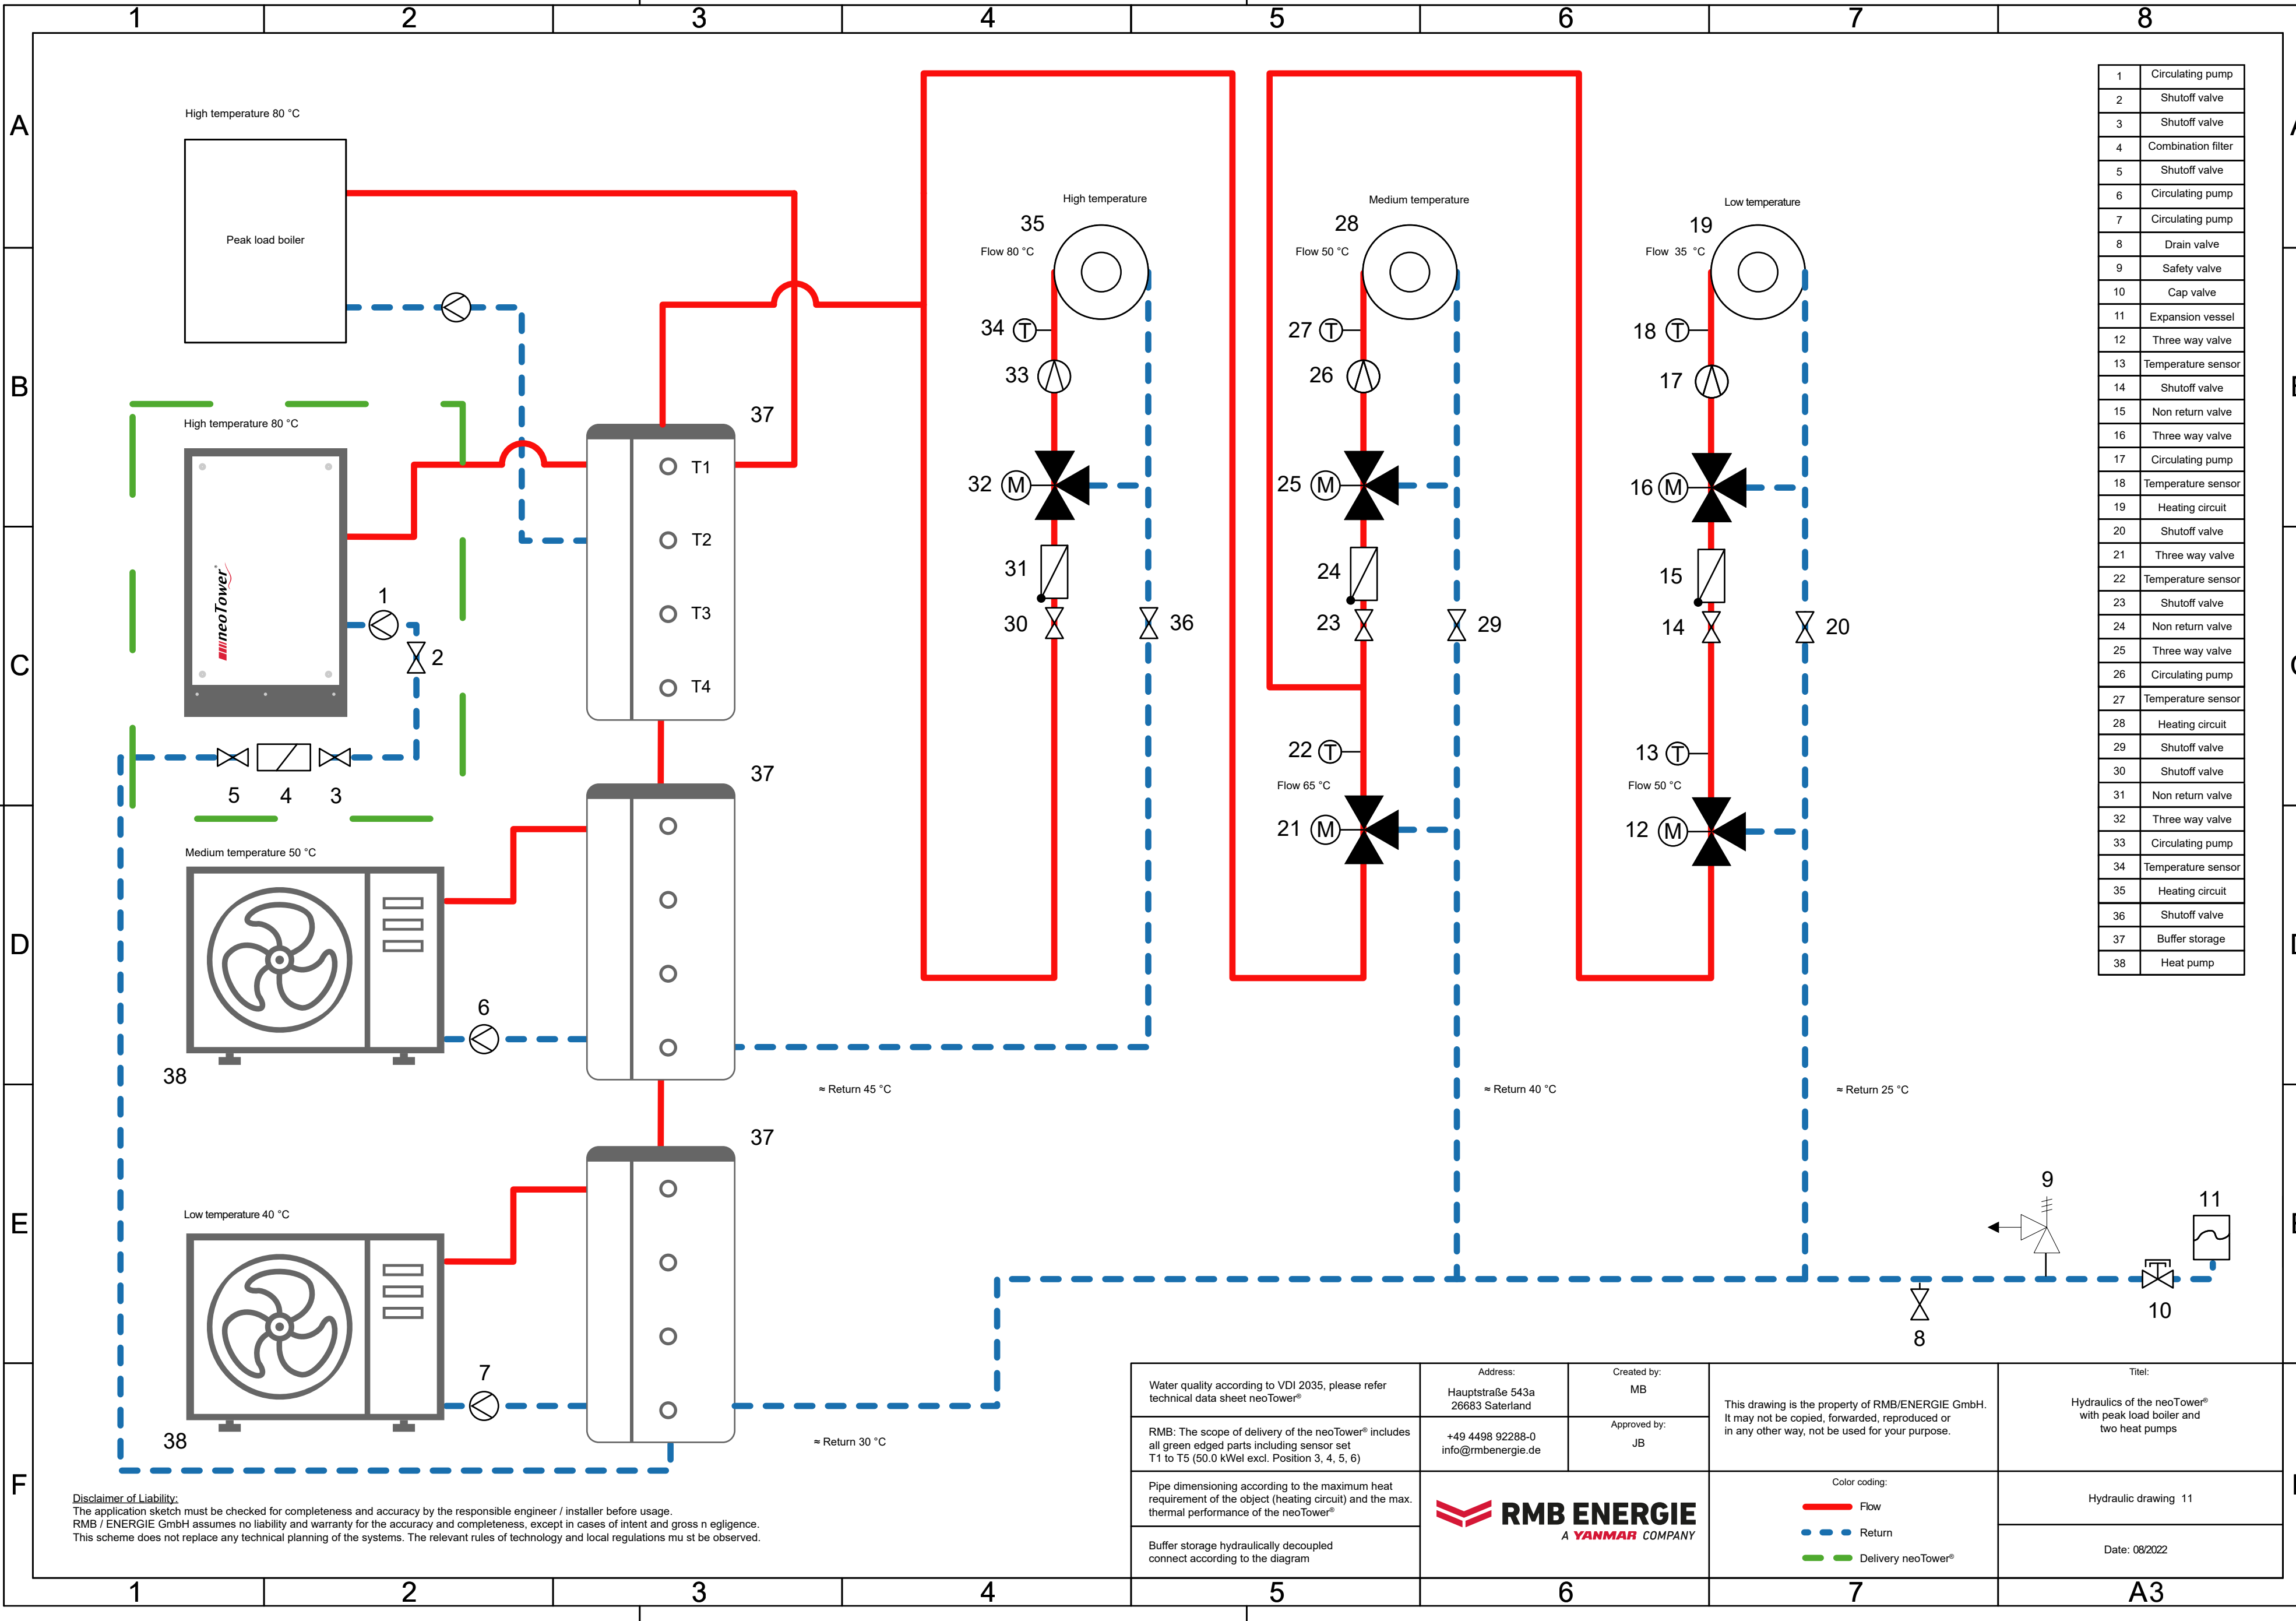 1 2 3 4 5 6 7 8
A
B
C
D
E
F
High temperature 80 °C
Peak load boiler
High temperature 80 °C
neoTower®
1
2
5 4 3
Medium temperature 50 °C
6
38
Low temperature 40 °C
7
38
37
T1
T2
T3
T4
37
37
High temperature
35
Flow 80 °C
34 T
33
32 M
31
30
36
≈ Return 45 °C
Medium temperature
28
Flow 50 °C
27 T
26
25 M
24
23
29
22 T
Flow 65 °C
21 M
≈ Return 40 °C
Low temperature
19
Flow 35 °C
18 T
17
16 M
15
14
20
13 T
Flow 50 °C
12 M
≈ Return 25 °C
≈ Return 30 °C
9
11
10
8
1 Circulating pump
2 Shutoff valve
3 Shutoff valve
4 Combination filter
5 Shutoff valve
6 Circulating pump
7 Circulating pump
8 Drain valve
9 Safety valve
10 Cap valve
11 Expansion vessel
12 Three way valve
13 Temperature sensor
14 Shutoff valve
15 Non return valve
16 Three way valve
17 Circulating pump
18 Temperature sensor
19 Heating circuit
20 Shutoff valve
21 Three way valve
22 Temperature sensor
23 Shutoff valve
24 Non return valve
25 Three way valve
26 Circulating pump
27 Temperature sensor
28 Heating circuit
29 Shutoff valve
30 Shutoff valve
31 Non return valve
32 Three way valve
33 Circulating pump
34 Temperature sensor
35 Heating circuit
36 Shutoff valve
37 Buffer storage
38 Heat pump
Disclaimer of Liability:
The application sketch must be checked for completeness and accuracy by the responsible engineer / installer before usage.
RMB / ENERGIE GmbH assumes no liability and warranty for the accuracy and completeness, except in cases of intent and gross n egligence.
This scheme does not replace any technical planning of the systems. The relevant rules of technology and local regulations mu st be observed.
Water quality according to VDI 2035, please refer
technical data sheet neoTower®
RMB: The scope of delivery of the neoTower® includes
all green edged parts including sensor set
T1 to T5 (50.0 kWel excl. Position 3, 4, 5, 6)
Pipe dimensioning according to the maximum heat
requirement of the object (heating circuit) and the max.
thermal performance of the neoTower®
Buffer storage hydraulically decoupled
connect according to the diagram
Address:
Hauptstraße 543a
26683 Saterland
+49 4498 92288-0
info@rmbenergie.de
Created by:
MB
Approved by:
JB
RMB ENERGIE
A YANMAR COMPANY
This drawing is the property of RMB/ENERGIE GmbH.
It may not be copied, forwarded, reproduced or
in any other way, not be used for your purpose.
Color coding:
Flow
Return
Delivery neoTower®
Titel:
Hydraulics of the neoTower®
with peak load boiler and
two heat pumps
Hydraulic drawing 11
Date: 08/2022
1 2 3 4 5 6 7 A3